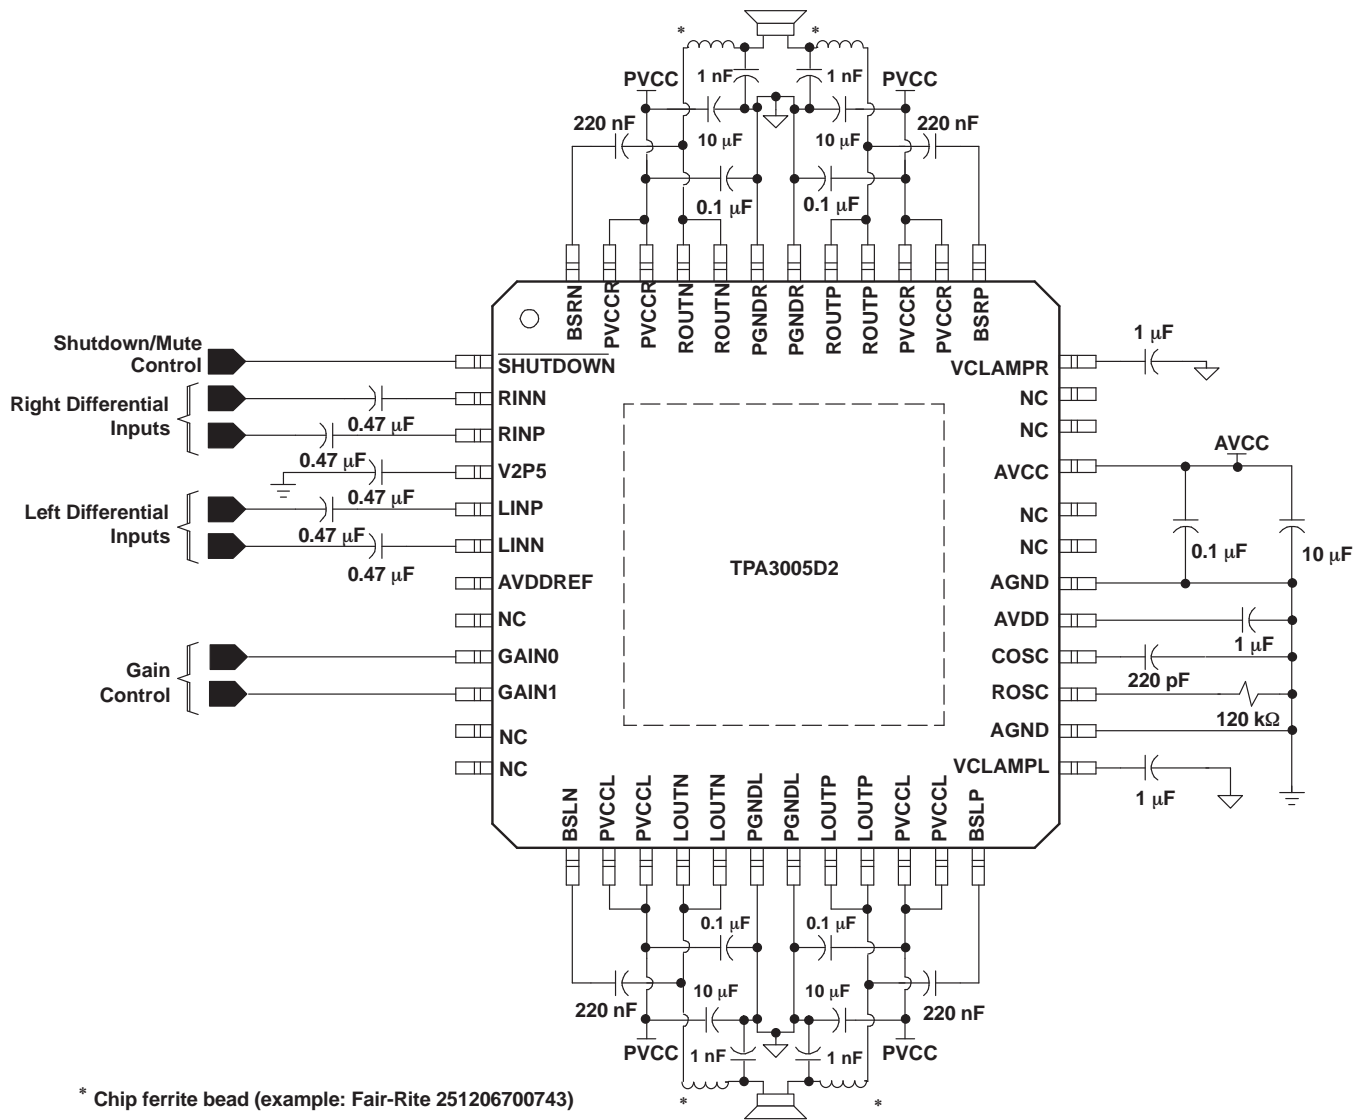 * *
1 nF 1 nF
PVCC PVCC
220 nF 10 µF 10 µF 220 nF
0.1 µF 0.1 µF
BSRN PVCCR PVCCR ROUTN ROUTN PGNDR PGNDR ROUTP ROUTP PVCCR PVCCR BSRP
Shutdown/Mute
Control
SHUTDOWN
Right Differential
Inputs
RINN
0.47 µF
RINP
0.47 µF
V2P5
0.47 µF
Left Differential
Inputs
LINP
0.47 µF
LINN
0.47 µF
AVDDREF
NC
Gain
Control
GAIN0
GAIN1
NC
NC
TPA3005D2
1 µF
VCLAMPR
NC
NC
AVCC
AVCC
NC
NC
0.1 µF 10 µF
AGND
AVDD
1 µF
COSC
220 pF
ROSC
120 kΩ
AGND
VCLAMPL
1 µF
BSLN PVCCL PVCCL LOUTN LOUTN PGNDL PGNDL LOUTP LOUTP PVCCL PVCCL BSLP
0.1 µF 0.1 µF
220 nF 10 µF 10 µF 220 nF
PVCC PVCC
1 nF 1 nF
* *
* Chip ferrite bead (example: Fair-Rite 251206700743)